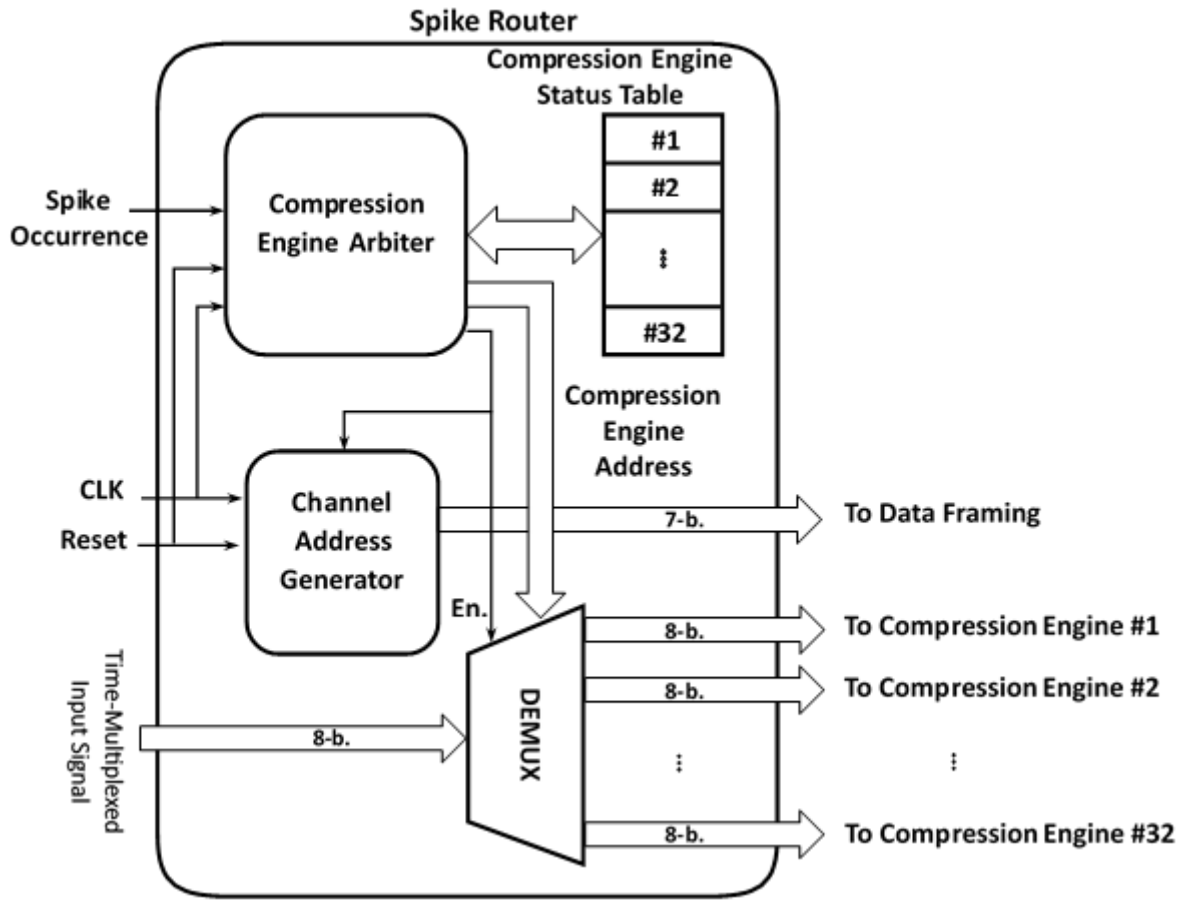 Spike Router
Compression Engine
Status Table
#1
#2
#32
Compression
Engine Arbiter
Spike
Occurrence
Compression
Engine
Address
CLK
Reset
Channel
Address
Generator
7-b.
To Data Framing
En.
Time-Multiplexed
Input Signal
8-b.
DEMUX
8-b.
To Compression Engine #1
8-b.
To Compression Engine #2
8-b.
To Compression Engine #32